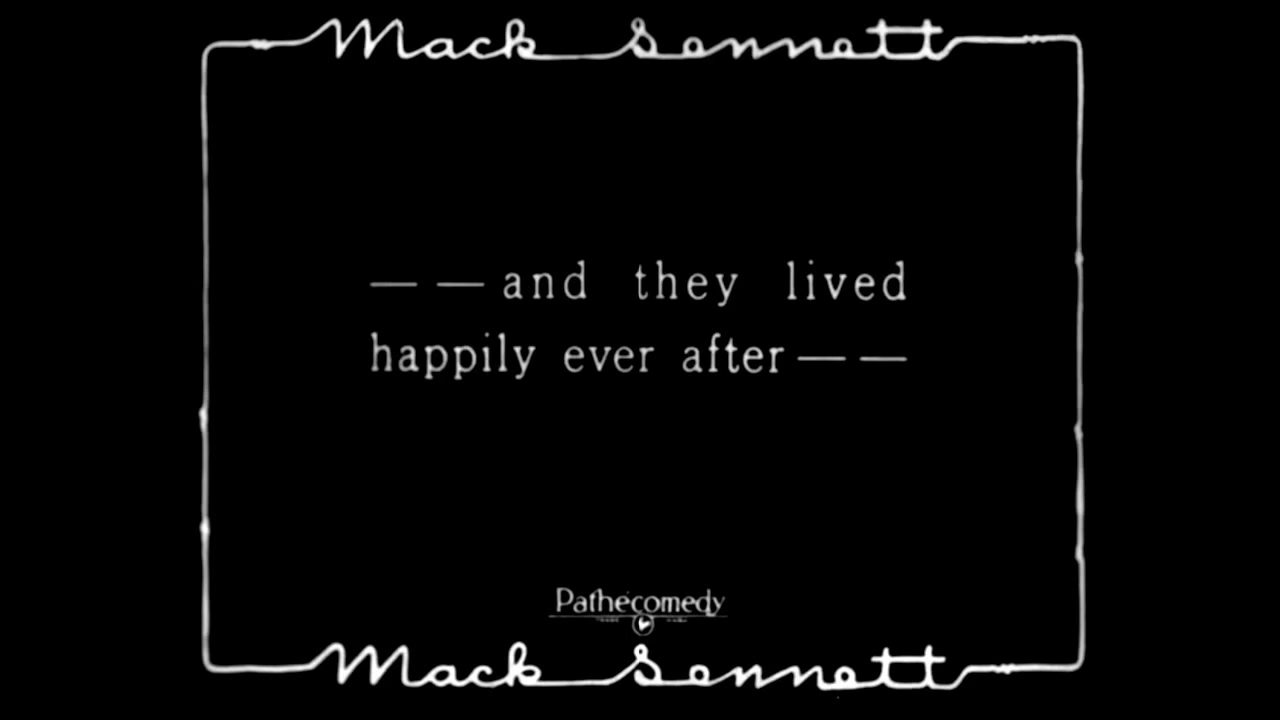 Mack Sennett
— — and they lived
happily ever after — —
Pathecomedy
Mack Sennett